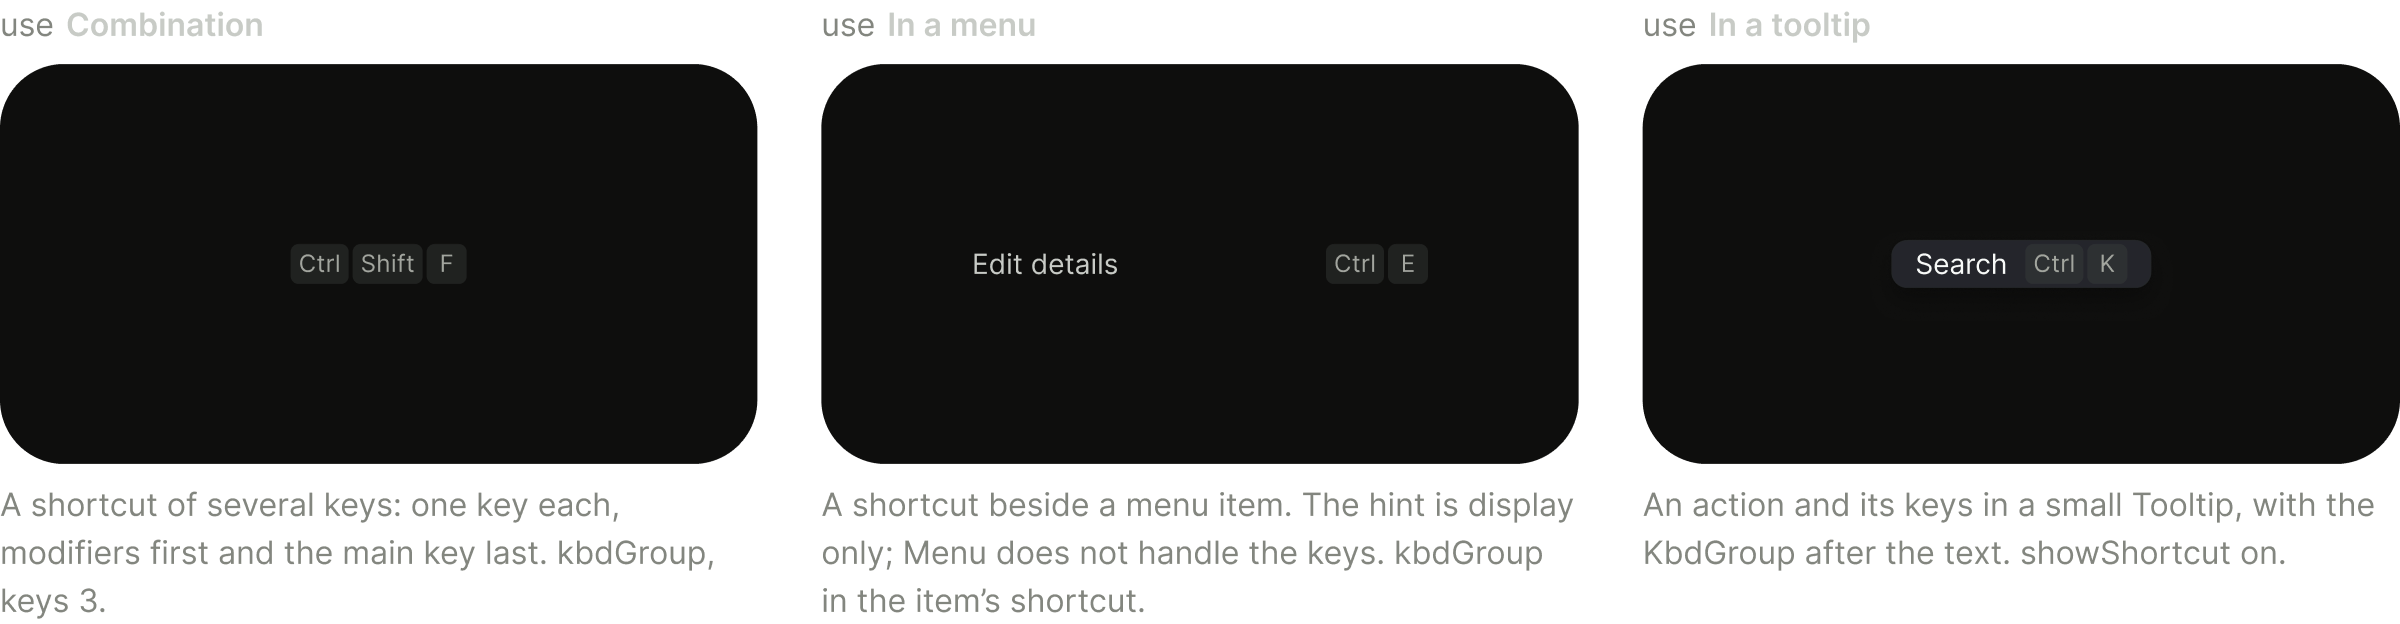 use Combination
Ctrl Shift F
A shortcut of several keys: one key each,
modifiers first and the main key last. kbdGroup,
keys 3.
use In a menu
Edit details Ctrl E
A shortcut beside a menu item. The hint is display
only; Menu does not handle the keys. kbdGroup
in the item’s shortcut.
use In a tooltip
Search Ctrl K
An action and its keys in a small Tooltip, with the
KbdGroup after the text. showShortcut on.